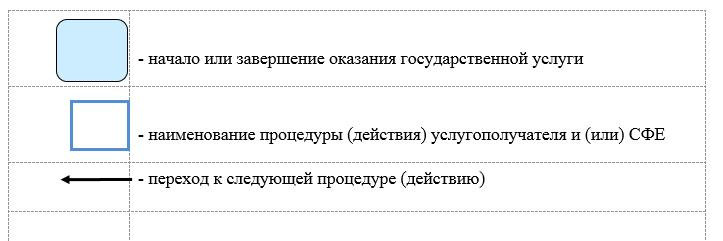 - начало или завершение оказания государственной услуги
- наименование процедуры (действия) услугополучателя и (или) СФЕ
- переход к следующей процедуре (действию)